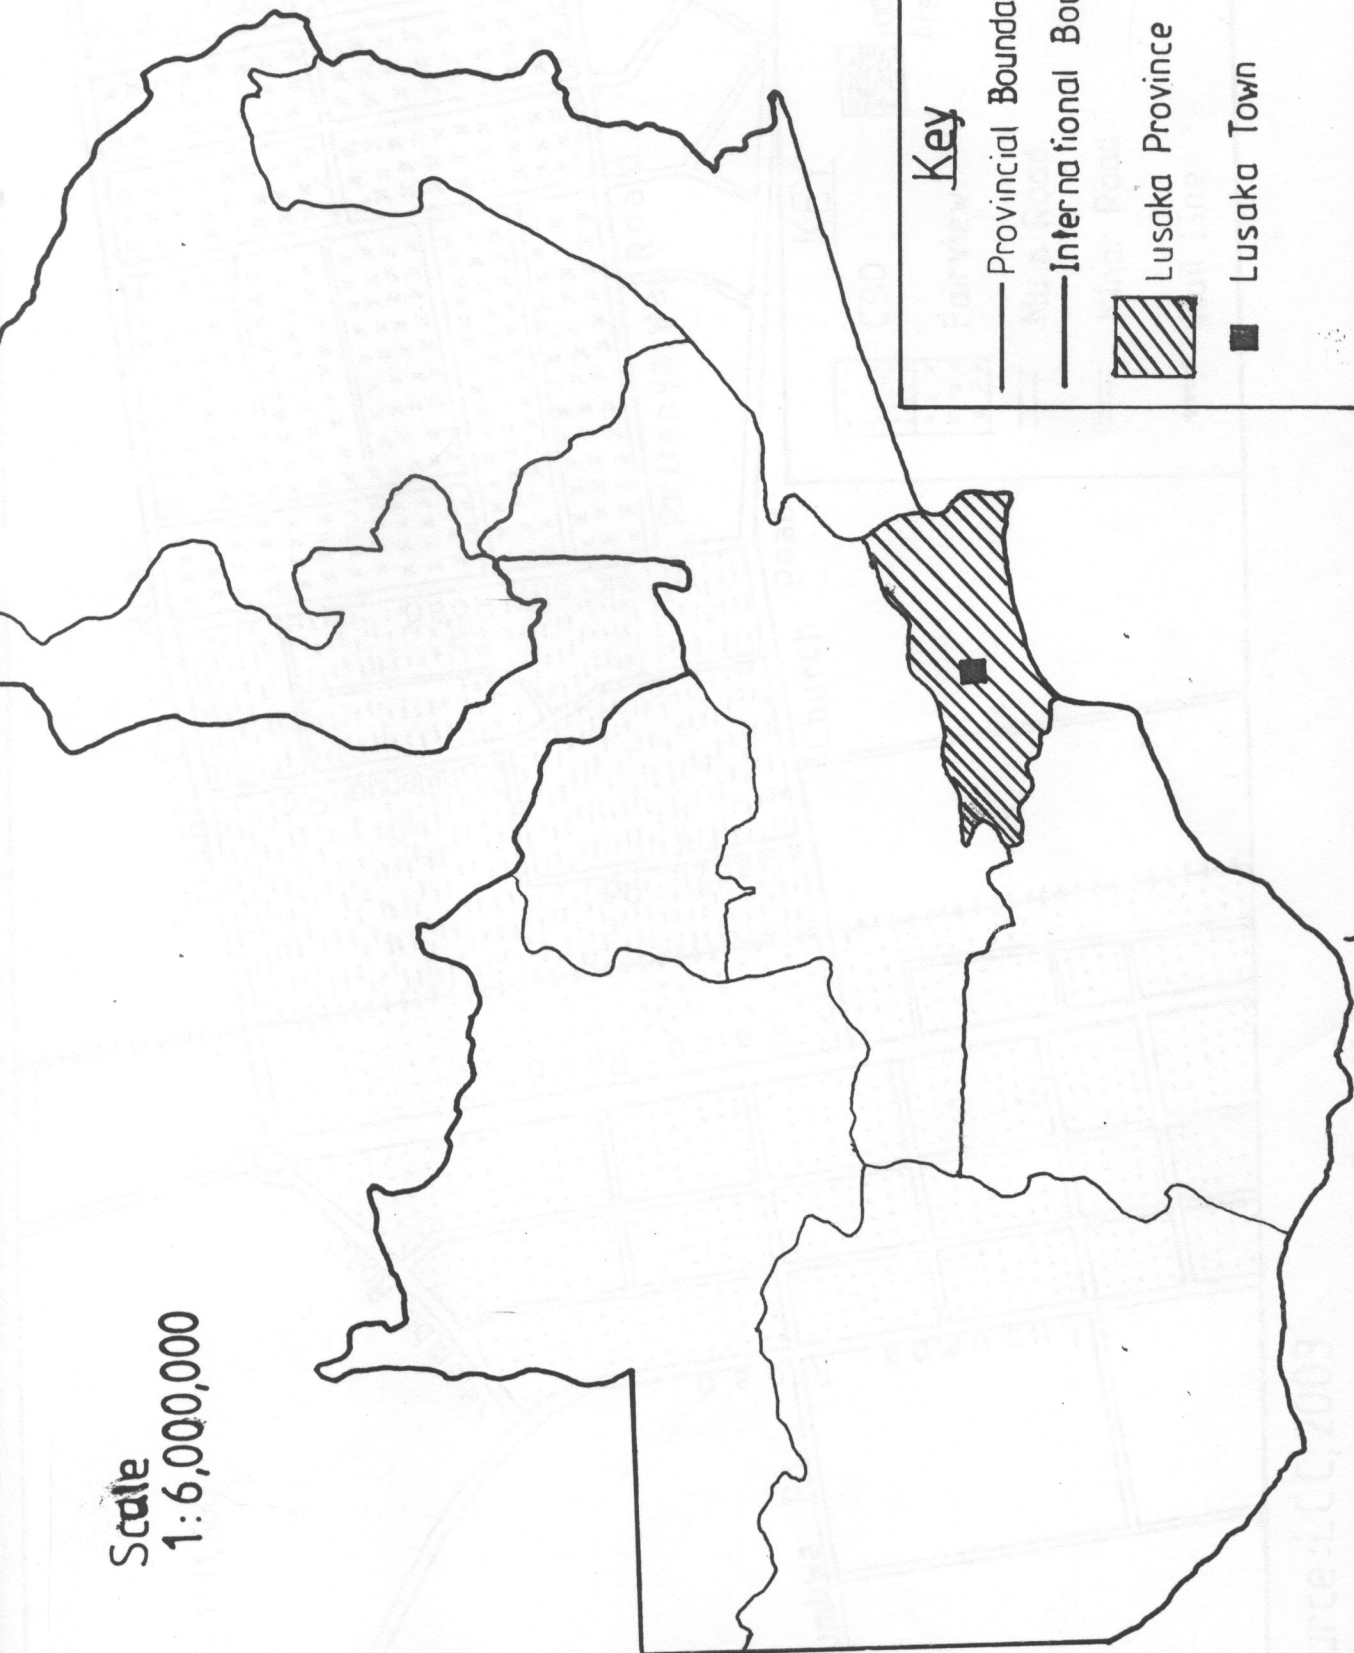 Scale
1:6,000,000
Key
Provincial Bounda
International Bou
Lusaka Province
Lusaka Town